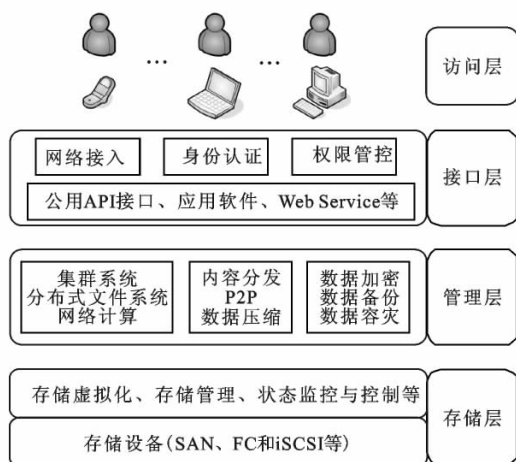 … …
访问层
网络接入 身份认证 权限管控
公用API接口、应用软件、Web Service等
接口层
集群系统
分布式文件系统
网络计算
内容分发
P2P
数据压缩
数据加密
数据备份
数据容灾
管理层
存储虚拟化、存储管理、状态监控与控制等
存储设备(SAN、FC和iSCSI等)
存储层